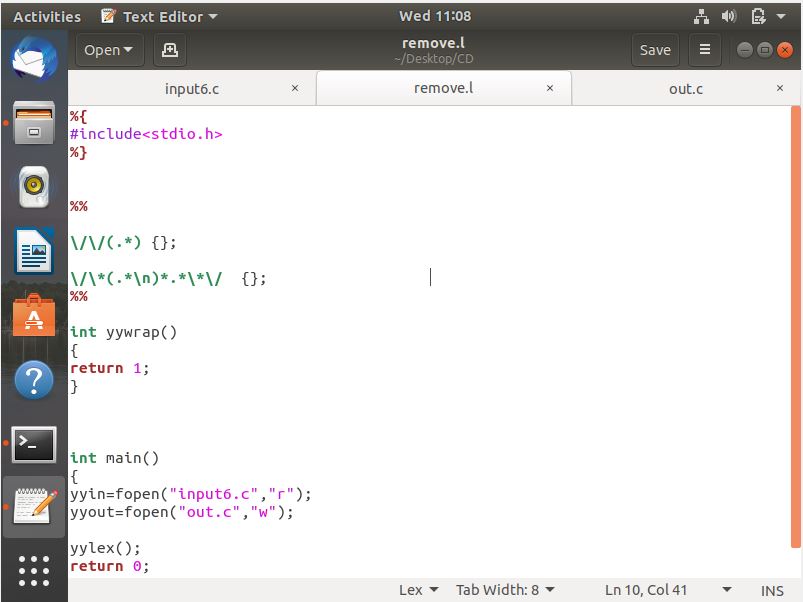 Activities Text Editor Wed 11:08
Open remove.l Save
~/Desktop/CD
input6.c × remove.l × out.c ×
%{
#include<stdio.h>
%}
%%
\/\/(.*) {};
\/\*(.*\n)*.*\*\/  {};
%%
int yywrap()
{
return 1;
}
int main()
{
yyin=fopen("input6.c","r");
yyout=fopen("out.c","w");
yylex();
return 0;
Lex Tab Width: 8 Ln 10, Col 41 INS